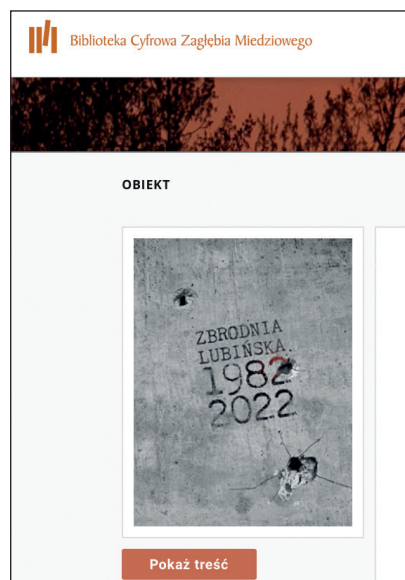 Biblioteka Cyfrowa Zagłębia Miedziowego
OBIEKT
ZBRODNIA
LUBIŃSKA
1982
2022
Pokaż treść